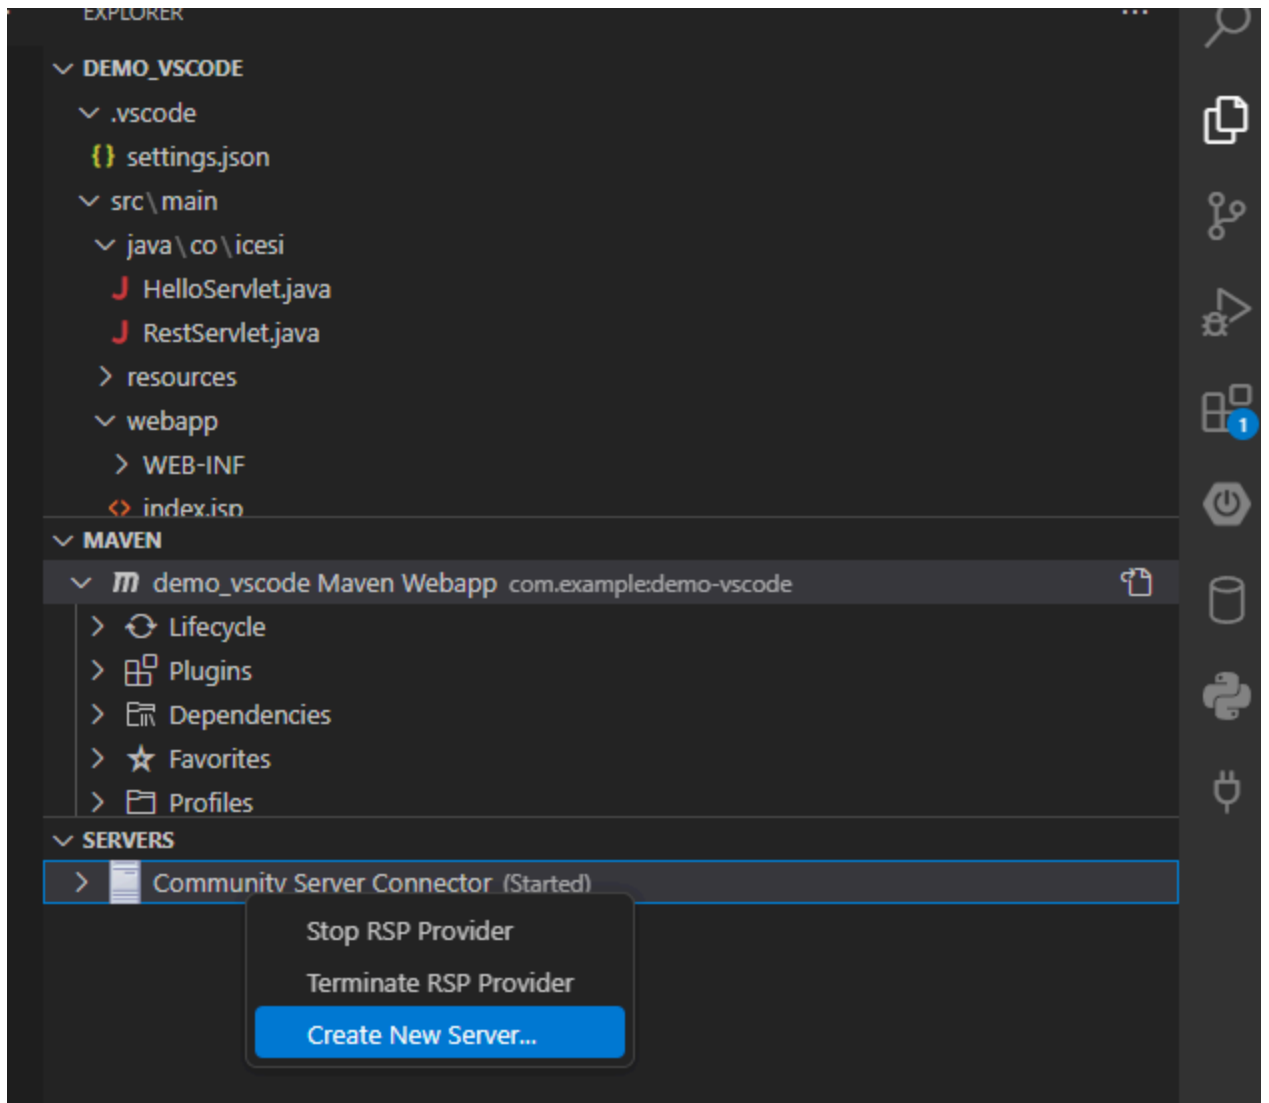 EXPLORER
DEMO_VSCODE
.vscode
{} settings.json
src\main
java\co\icesi
J HelloServlet.java
J RestServlet.java
resources
webapp
WEB-INF
<> index.jsp
MAVEN
m demo_vscode Maven Webapp com.example:demo-vscode
Lifecycle
Plugins
Dependencies
Favorites
Profiles
SERVERS
Community Server Connector (Started)
Stop RSP Provider
Terminate RSP Provider
Create New Server...
1